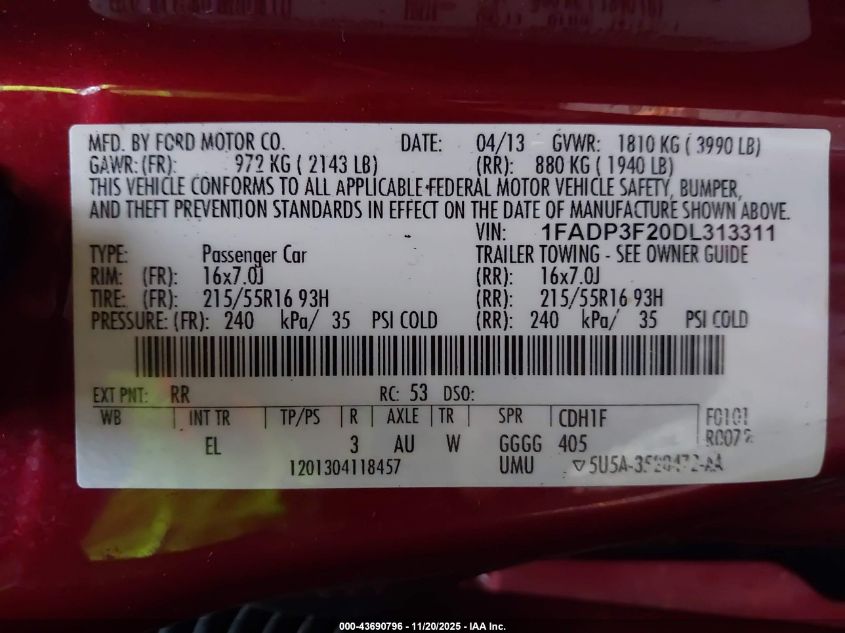 MFD. BY FORD MOTOR CO. DATE: 04/13 GVWR: 1810 KG ( 3990 LB)
GAWR: (FR): 972 KG ( 2143 LB) (RR): 880 KG ( 1940 LB)
THIS VEHICLE CONFORMS TO ALL APPLICABLE FEDERAL MOTOR VEHICLE SAFETY, BUMPER,
AND THEFT PREVENTION STANDARDS IN EFFECT ON THE DATE OF MANUFACTURE SHOWN ABOVE.
VIN: 1FADP3F20DL313311
TYPE: Passenger Car TRAILER TOWING - SEE OWNER GUIDE
RIM: (FR): 16x7.0J (RR): 16x7.0J
TIRE: (FR): 215/55R16 93H (RR): 215/55R16 93H
PRESSURE: (FR): 240 kPa/ 35 PSI COLD (RR): 240 kPa/ 35 PSI COLD
EXT PNT: RR RC: 53 DSO:
WB INT TR TP/PS R AXLE TR SPR CDH1F F0101
EL 3 AU W GGGG 405 R0072
1201304118457 UMU ▽5U5A-3520472-AA
000-43690796 - 11/20/2025 - IAA Inc.